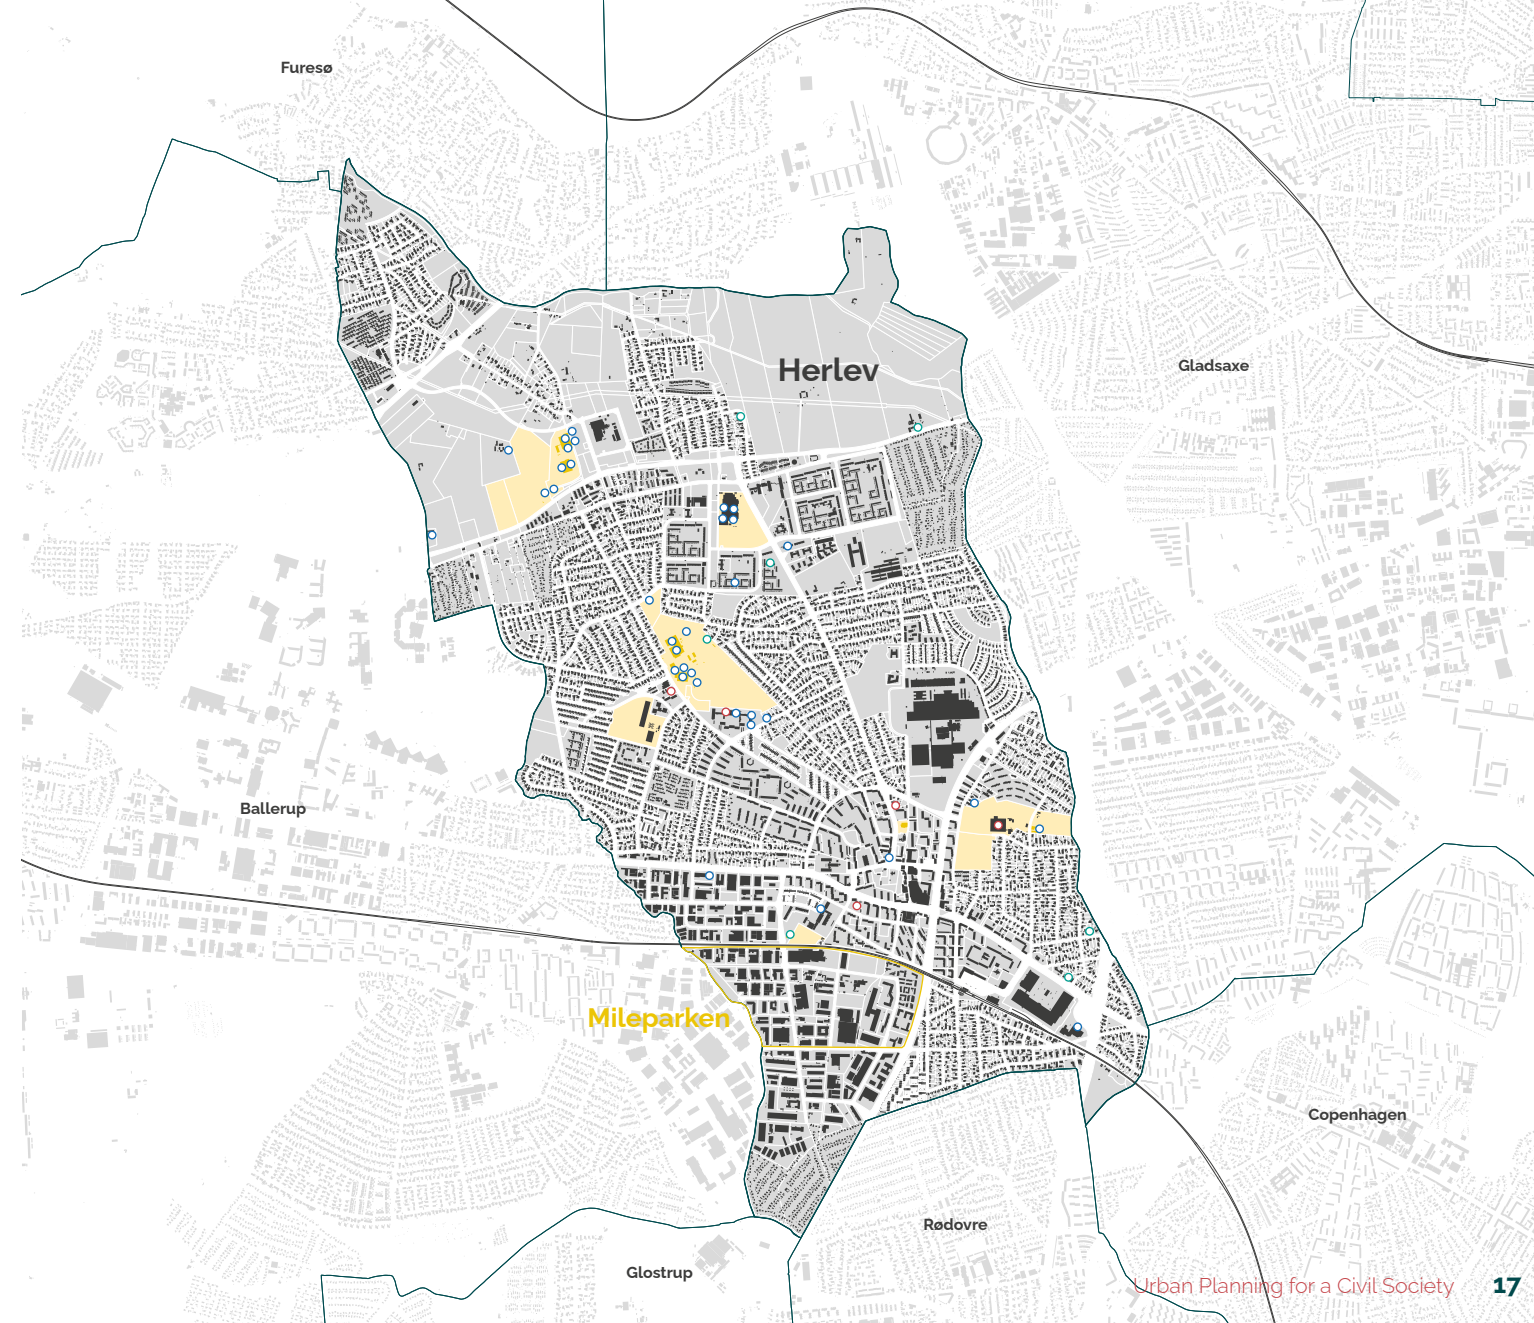 Furesø
Gladsaxe
Herlev
Ballerup
Mileparken
Copenhagen
Rødovre
Glostrup
Urban Planning for a Civil Society 17